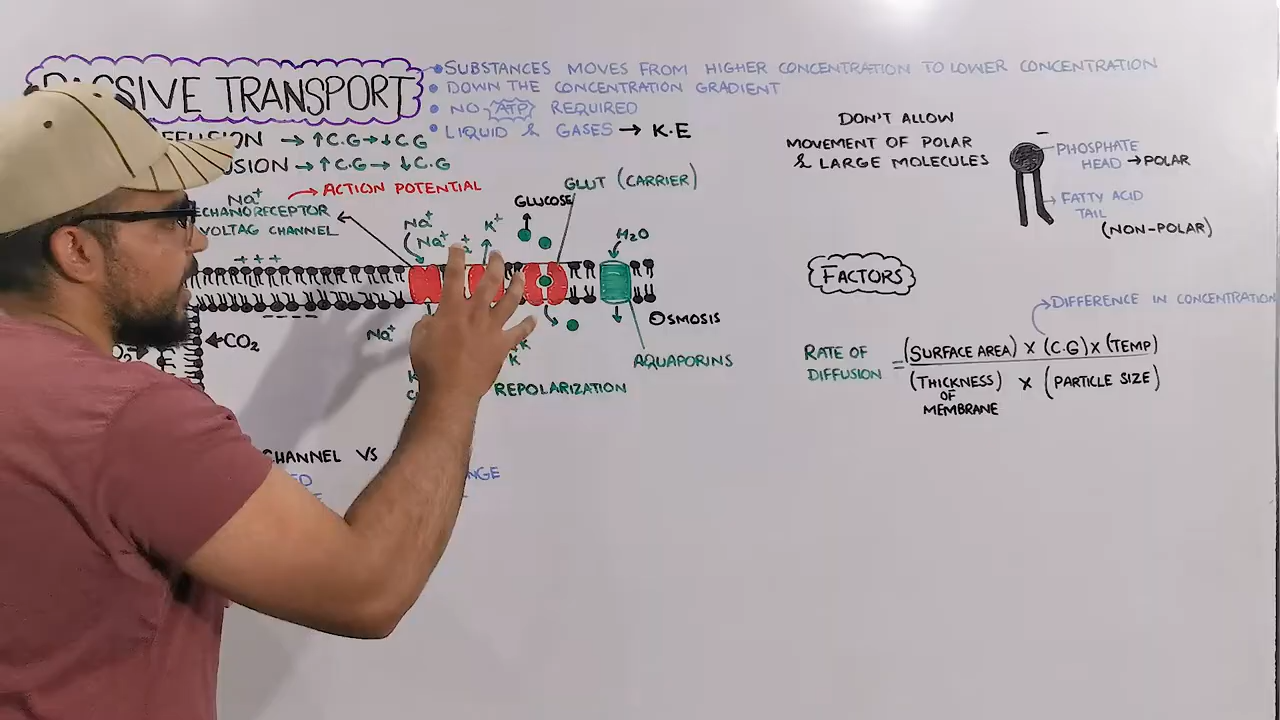 PASSIVE TRANSPORT
• SUBSTANCES MOVES FROM HIGHER CONCENTRATION TO LOWER CONCENTRATION
• DOWN THE CONCENTRATION GRADIENT
• NO ATP REQUIRED
• LIQUID & GASES → K.E
→ ↑C.G → ↓C G
→ ↑C.G → ↓C.G
Na⁺
→ ACTION POTENTIAL
VOLTAG CHANNEL
Na⁺
Na⁺
K⁺
GLUCOSE
GLUT (CARRIER)
H₂O
+ + +
Na⁺
CO₂
K
OSMOSIS
AQUAPORINS
REPOLARIZATION
CHANNEL VS
DON'T ALLOW
MOVEMENT OF POLAR
& LARGE MOLECULES
−
PHOSPHATE
HEAD → POLAR
FATTY ACID
TAIL
(NON-POLAR)
FACTORS
DIFFERENCE IN CONCENTRATION
RATE OF
DIFFUSION
= (SURFACE AREA) X (C.G) X (TEMP)
(THICKNESS) X (PARTICLE SIZE)
OF
MEMBRANE